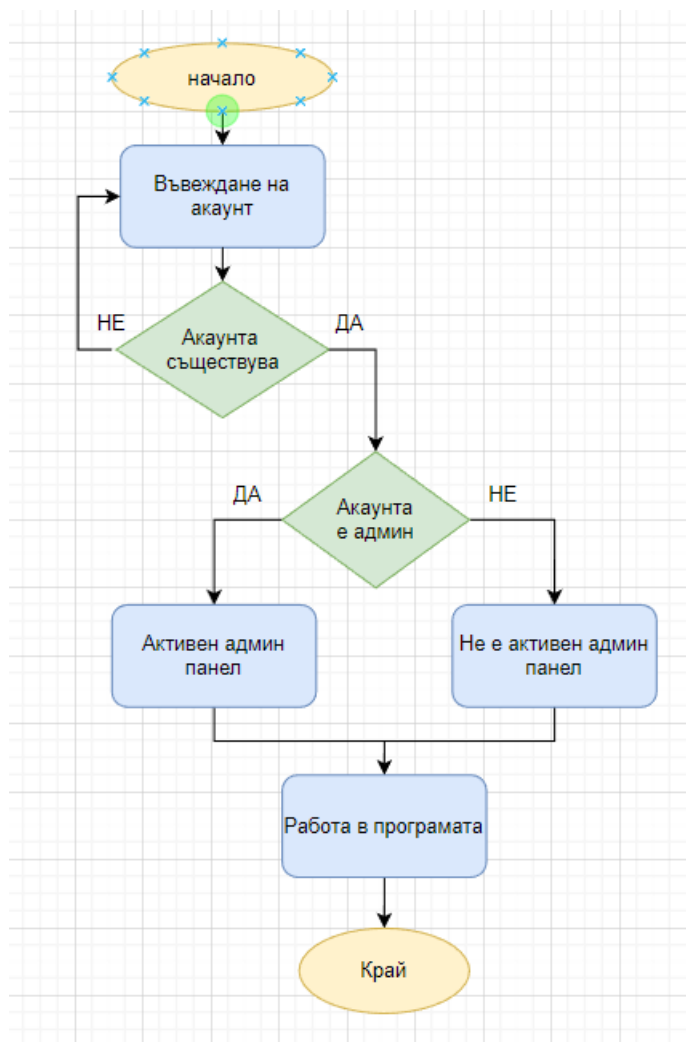 начало
Въвеждане на
акаунт
НЕ
ДА
Акаунта
съществува
ДА
НЕ
Акаунта
е админ
Активен админ
панел
Не е активен админ
панел
Работа в програмата
Край